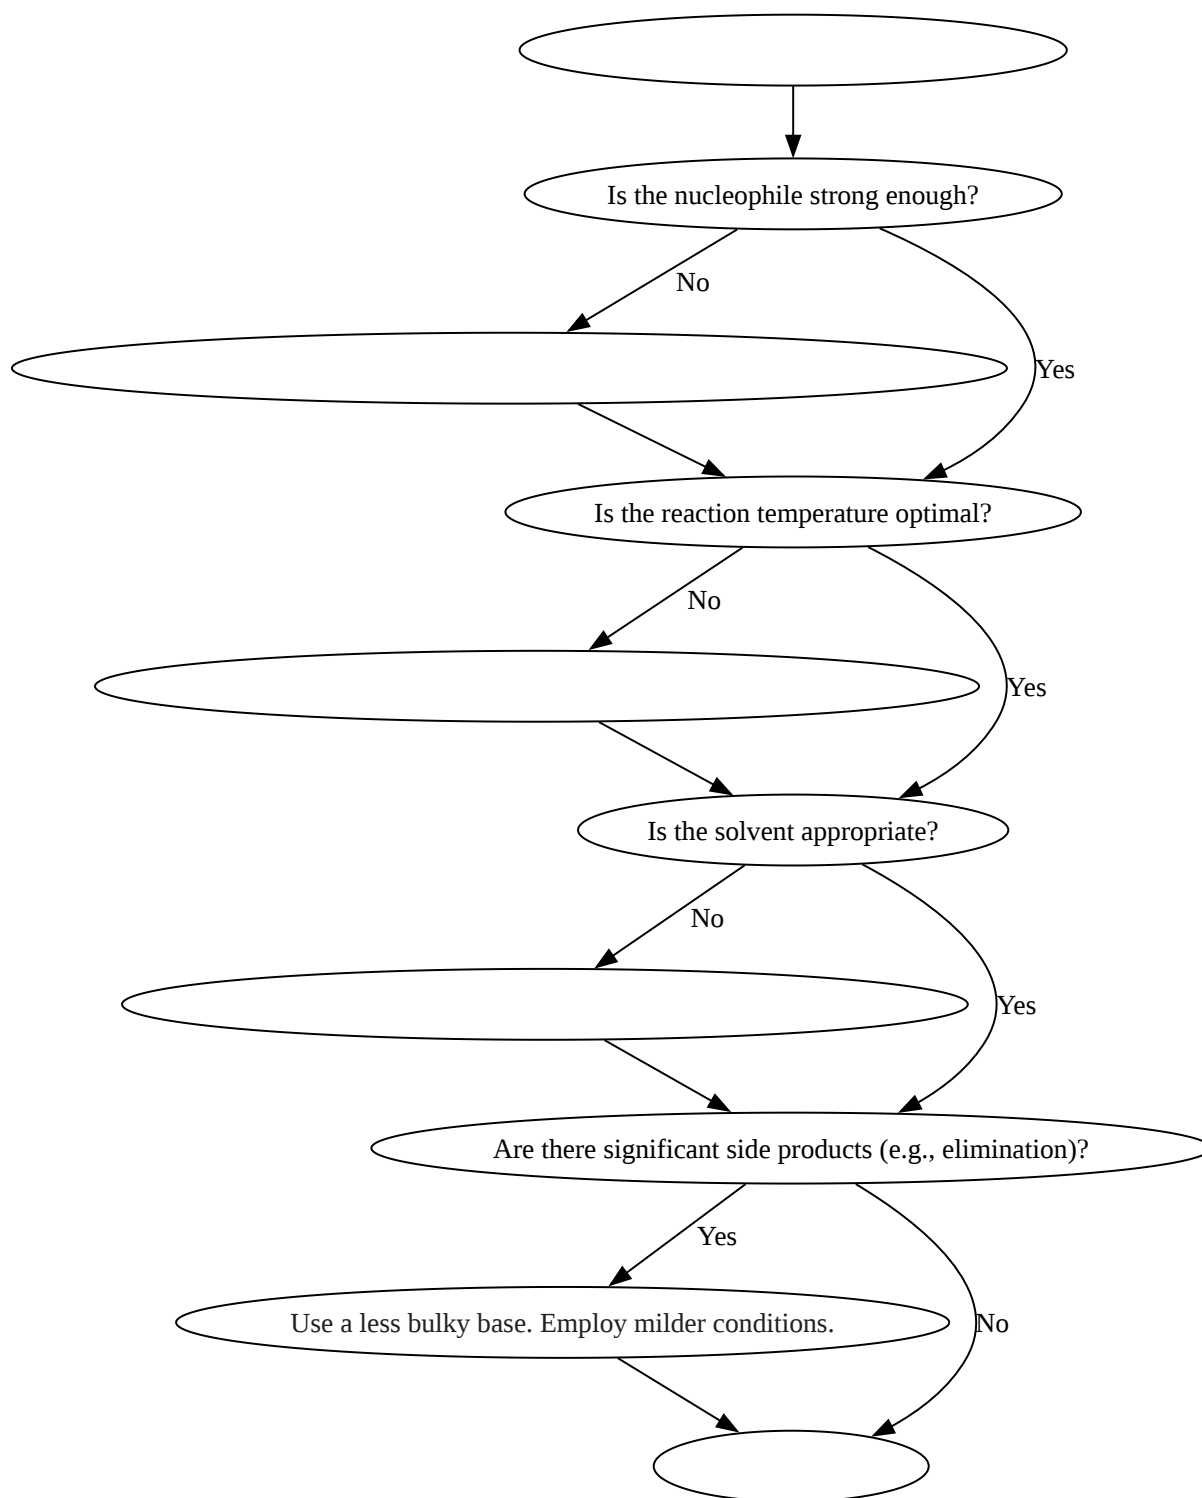 Is the nucleophile strong enough?
No
Yes
Is the reaction temperature optimal?
No
Yes
Is the solvent appropriate?
No
Yes
Are there significant side products (e.g., elimination)?
Yes
Use a less bulky base. Employ milder conditions.
No